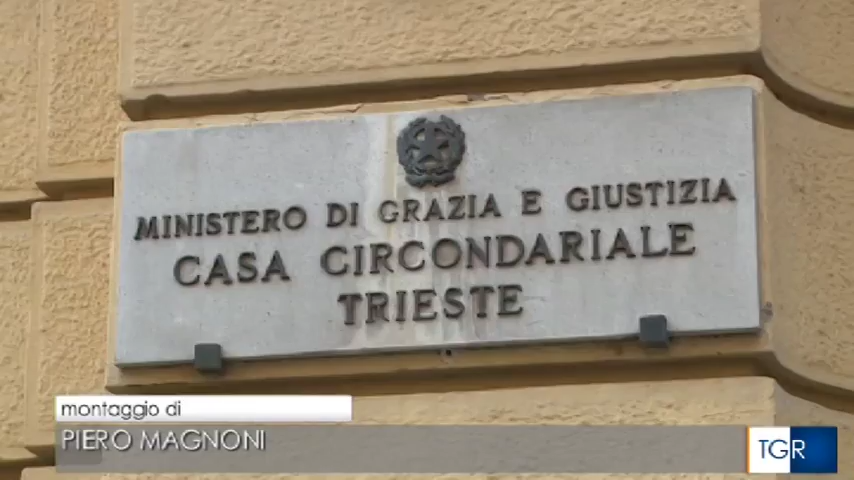 MINISTERO DI GRAZIA E GIUSTIZIA
CASA CIRCONDARIALE
TRIESTE
montaggio di
PIERO MAGNONI
TGR